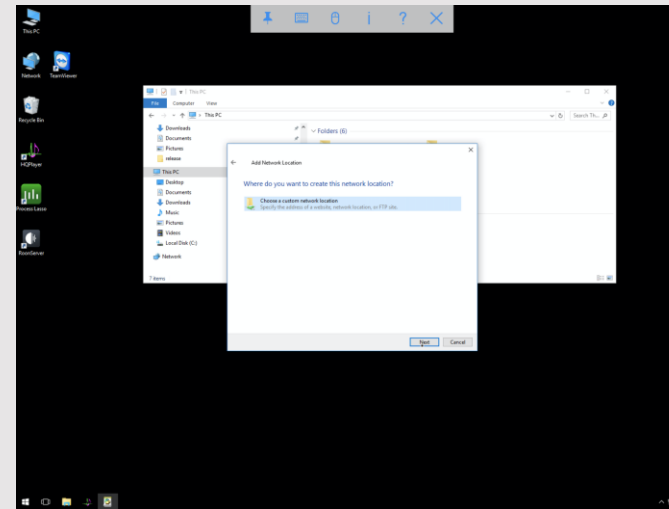 This PC
Network
TeamViewer
Recycle Bin
HQPlayer
Process Lasso
RoonServer
This PC
File
Computer
View
This PC
Search Th...
Downloads
Documents
Pictures
release
This PC
Desktop
Documents
Downloads
Music
Pictures
Videos
Local Disk (C:)
Network
7 items
Folders (6)
Add Network Location
Where do you want to create this network location?
Choose a custom network location
Specify the address of a website, network location, or FTP site.
Next
Cancel